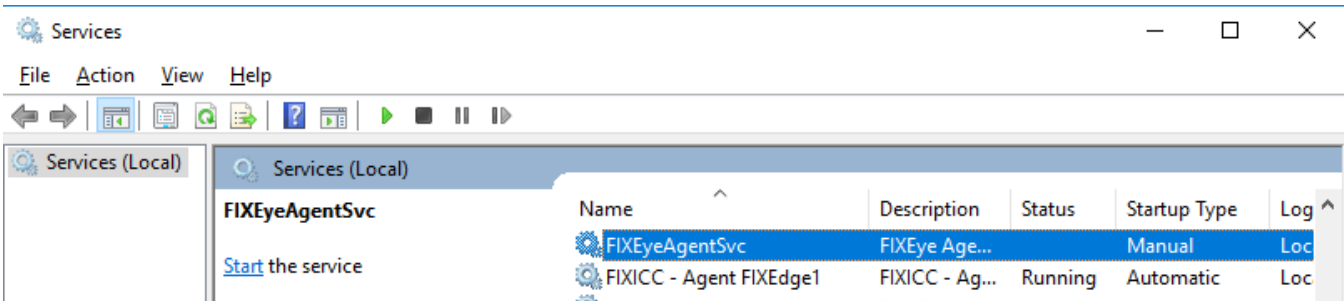 Services
File Action View Help
Services (Local)
Services (Local)
FIXEyeAgentSvc
Start the service
Name Description Status Startup Type Log
FIXEyeAgentSvc FIXEye Age... Manual Loc
FIXICC - Agent FIXEdge1 FIXICC - Ag... Running Automatic Loc